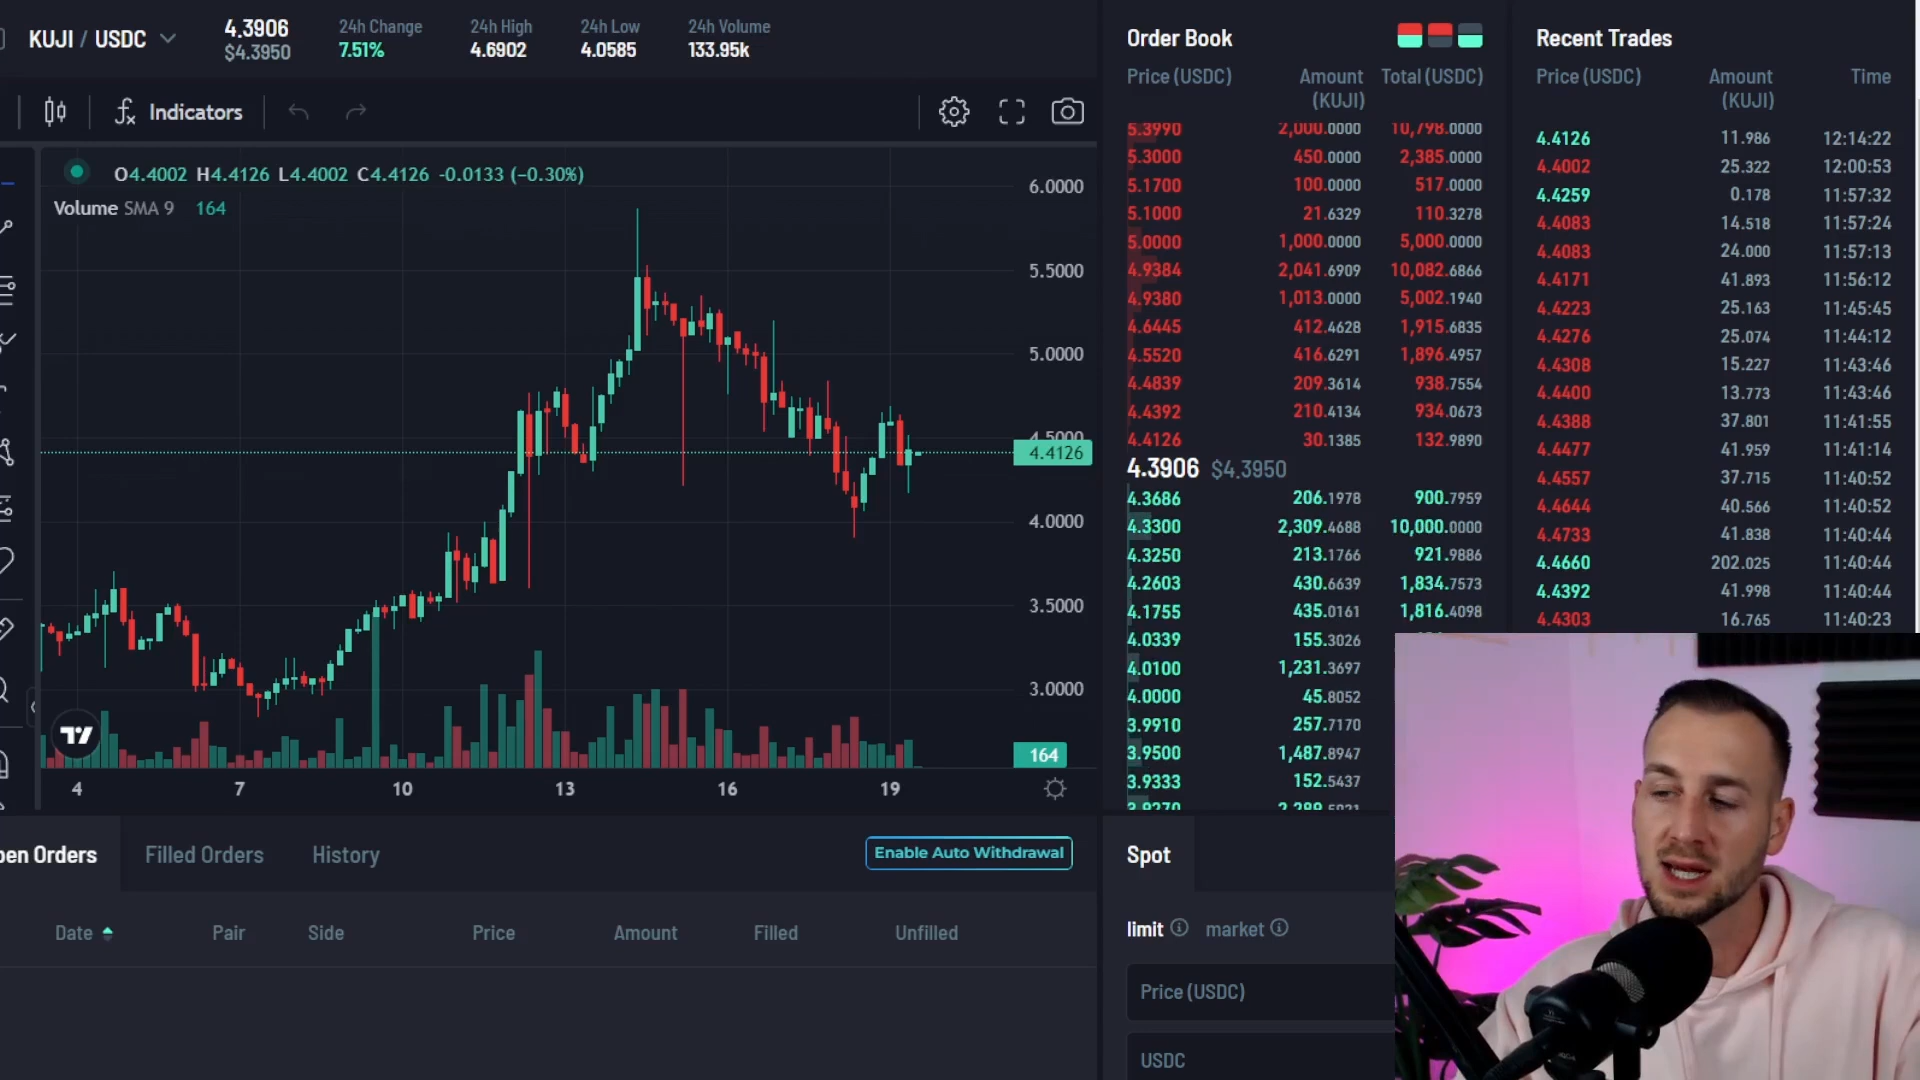 KUJI / USDC
4.3906
$4.3950
24h Change
7.51%
24h High
4.6902
24h Low
4.0585
24h Volume
133.95k
Indicators
O4.4002 H4.4126 L4.4002 C4.4126 -0.0133 (−0.30%)
Volume SMA 9 164
6.0000
5.5000
5.0000
4.5000
4.4126
4.0000
3.5000
3.0000
164
4 7 10 13 16 19
Open Orders Filled Orders History
Enable Auto Withdrawal
Date Pair Side Price Amount Filled Unfilled
Order Book
Price (USDC) Amount (KUJI) Total (USDC)
5.3990 2,000.0000 10,798.0000
5.3000 450.0000 2,385.0000
5.1700 100.0000 517.0000
5.1000 21.6329 110.3278
5.0000 1,000.0000 5,000.0000
4.9384 2,041.6909 10,082.6866
4.9380 1,013.0000 5,002.1940
4.6445 412.4628 1,915.6835
4.5520 416.6291 1,896.4957
4.4839 209.3614 938.7554
4.4392 210.4134 934.0673
4.4126 30.1385 132.9890
4.3906 $4.3950
4.3686 206.1978 900.7959
4.3300 2,309.4688 10,000.0000
4.3250 213.1766 921.9886
4.2603 430.6639 1,834.7573
4.1755 435.0161 1,816.4098
4.0339 155.3026
4.0100 1,231.3697
4.0000 45.8052
3.9910 257.7170
3.9500 1,487.8947
3.9333 152.5437
3.9270
Spot
limit market
Price (USDC)
USDC
Recent Trades
Price (USDC) Amount (KUJI) Time
4.4126 11.986 12:14:22
4.4002 25.322 12:00:53
4.4259 0.178 11:57:32
4.4083 14.518 11:57:24
4.4083 24.000 11:57:13
4.4171 41.893 11:56:12
4.4223 25.163 11:45:45
4.4276 25.074 11:44:12
4.4308 15.227 11:43:46
4.4400 13.773 11:43:46
4.4388 37.801 11:41:55
4.4477 41.959 11:41:14
4.4557 37.715 11:40:52
4.4644 40.566 11:40:52
4.4733 41.838 11:40:44
4.4660 202.025 11:40:44
4.4392 41.998 11:40:44
4.4303 16.765 11:40:23